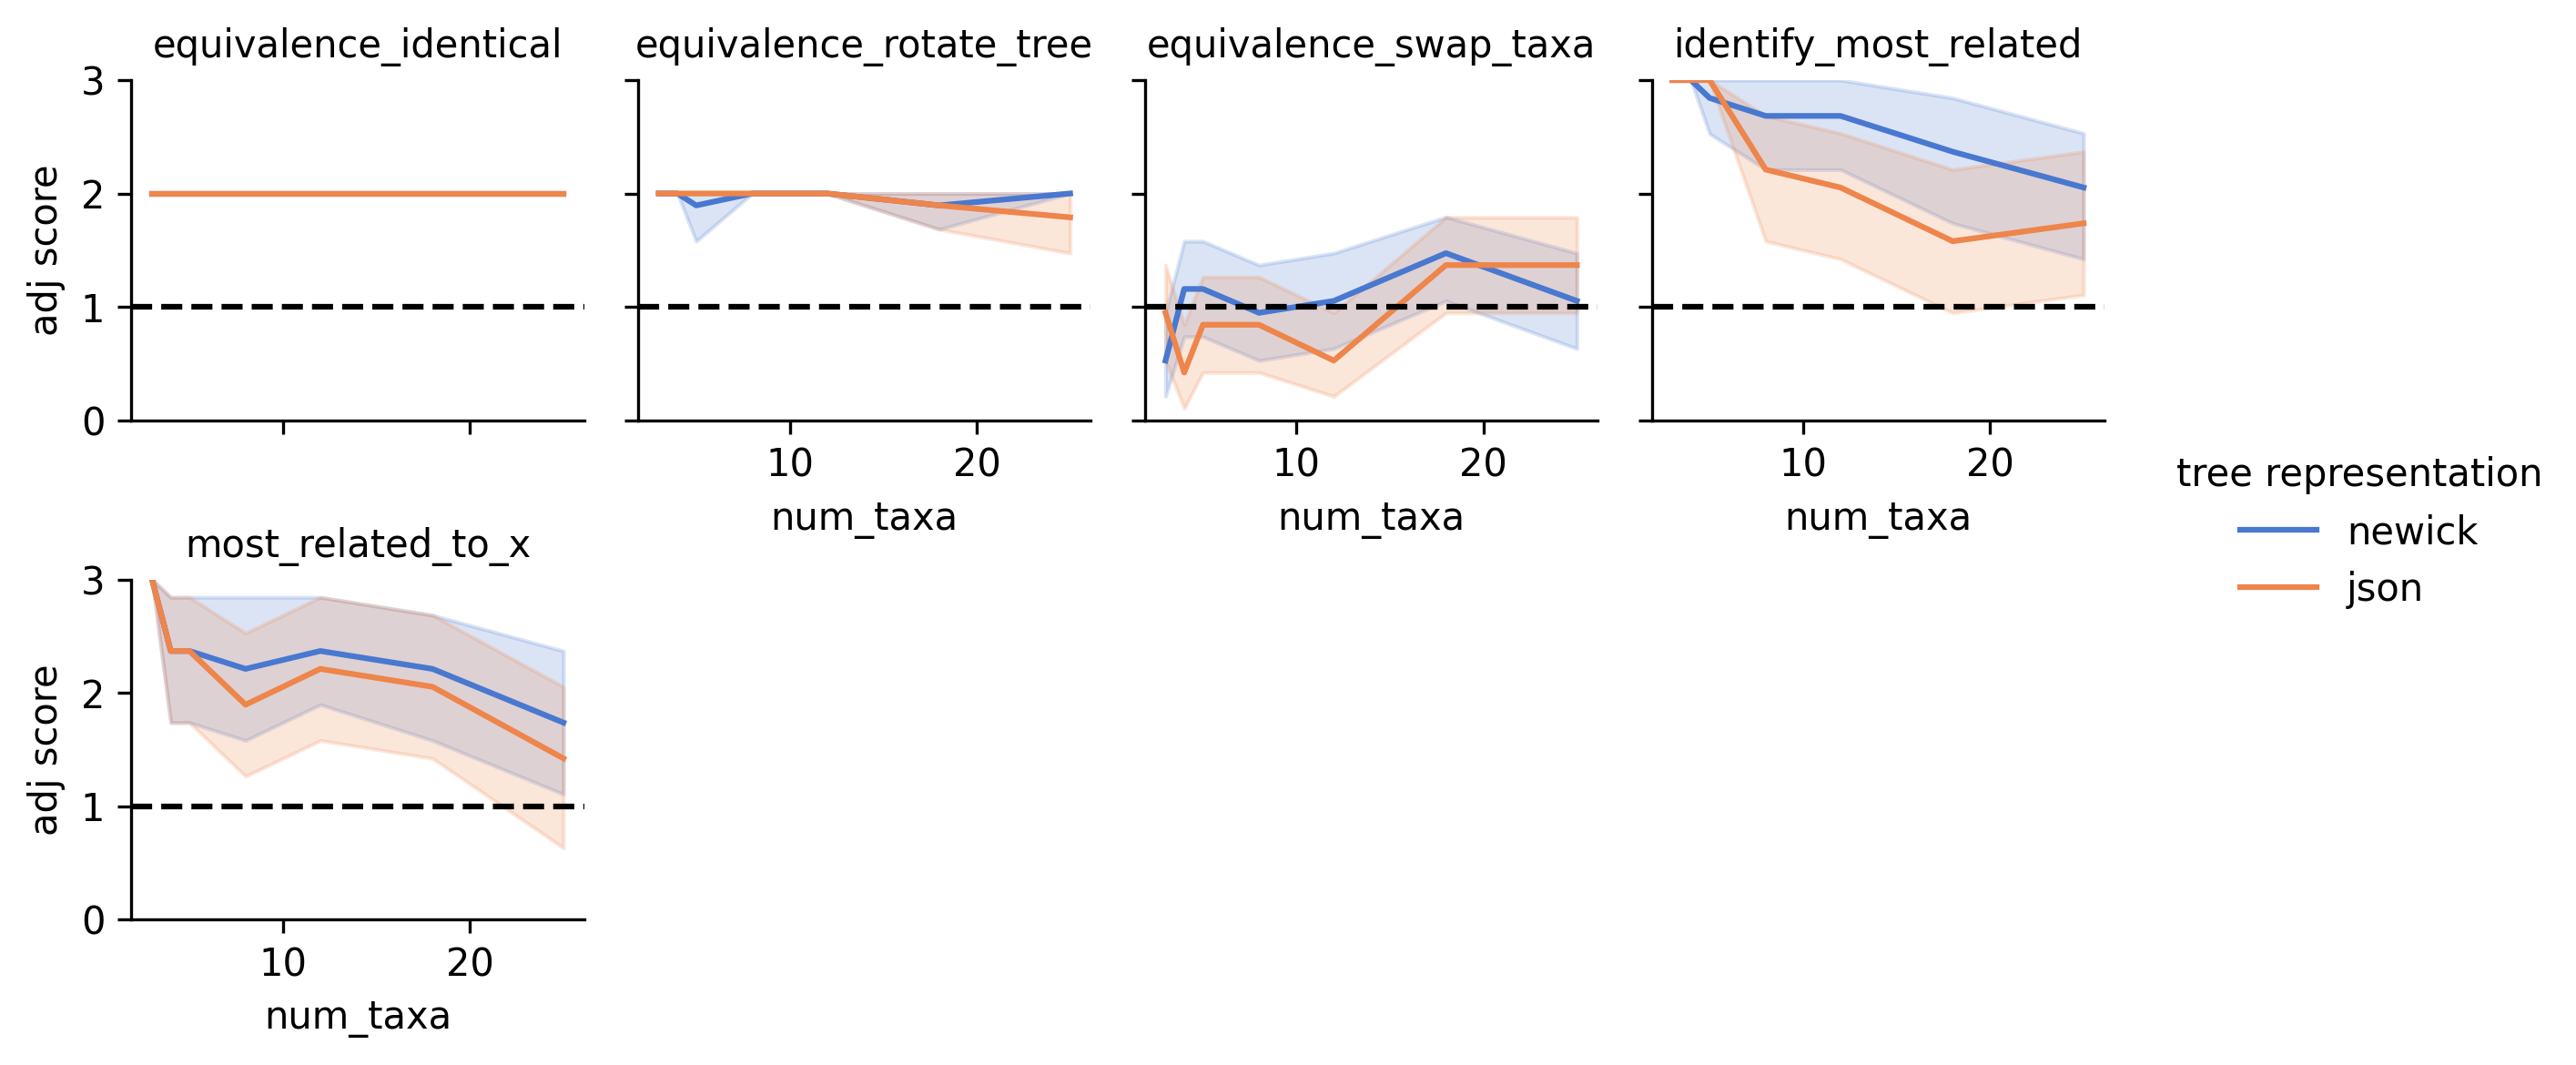 equivalence_identical
equivalence_rotate_tree
equivalence_swap_taxa
identify_most_related
3
2
1
0
adj score
10
20
num_taxa
10
20
num_taxa
10
20
num_taxa
tree representation
newick
json
most_related_to_x
3
2
1
0
adj score
10
20
num_taxa